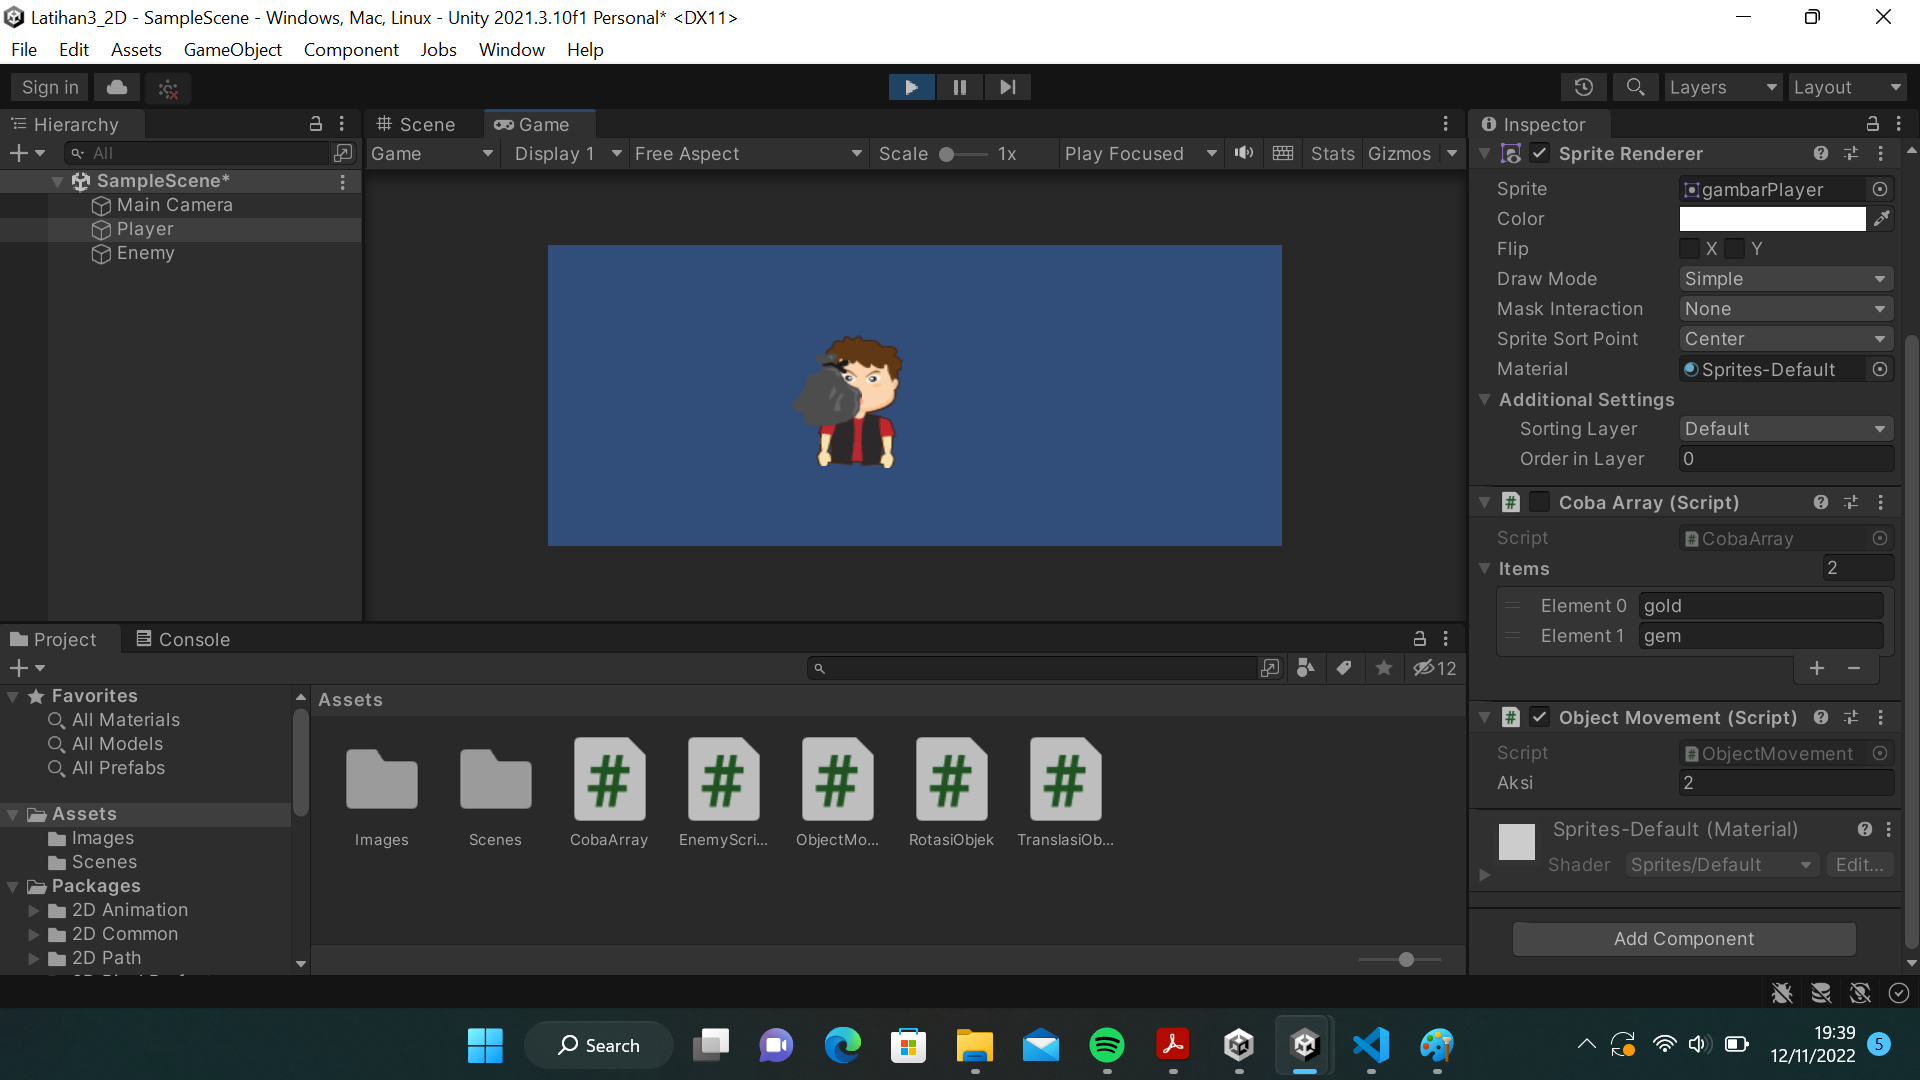 Latihan3_2D - SampleScene - Windows, Mac, Linux - Unity 2021.3.10f1 Personal* <DX11>
File Edit Assets GameObject Component Jobs Window Help
Sign in
Layers Layout
Hierarchy
All
SampleScene*
Main Camera
Player
Enemy
Scene Game
Game Display 1 Free Aspect Scale 1x Play Focused Stats Gizmos
Inspector
Sprite Renderer
Sprite gambarPlayer
Color
Flip X Y
Draw Mode Simple
Mask Interaction None
Sprite Sort Point Center
Material Sprites-Default
Additional Settings
Sorting Layer Default
Order in Layer 0
# Coba Array (Script)
Script # CobaArray
Items 2
Element 0 gold
Element 1 gem
+ −
# Object Movement (Script)
Script # ObjectMovement
Aksi 2
Sprites-Default (Material)
Shader Sprites/Default Edit...
Add Component
Project Console
12
Favorites
All Materials
All Models
All Prefabs
Assets
Images
Scenes
Packages
2D Animation
2D Common
2D Path
Assets
# # # # #
Images Scenes CobaArray EnemyScri... ObjectMo... RotasiObjek TranslasiOb...
Search
19:39
12/11/2022
5